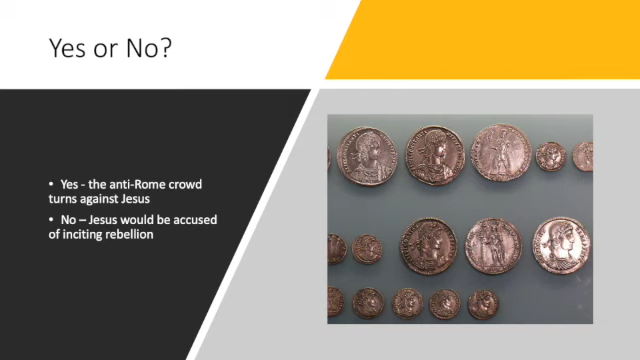 Yes or No?
• Yes - the anti-Rome crowd
turns against Jesus
• No – Jesus would be accused
of inciting rebellion